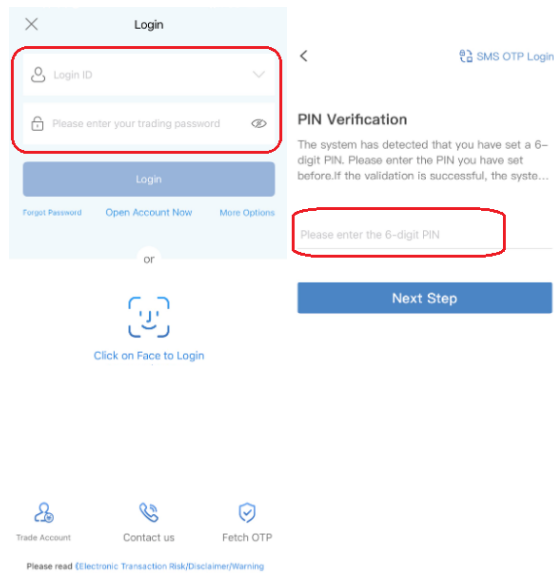 Login
Login ID
Please enter your trading password
Login
Forgot Password
Open Account Now
More Options
or
Click on Face to Login
Trade Account
Contact us
Fetch OTP
Please read 《Electronic Transaction Risk/Disclaimer/Warning
SMS OTP Login
PIN Verification
The system has detected that you have set a 6-
digit PIN. Please enter the PIN you have set
before.If the validation is successful, the syste...
Please enter the 6-digit PIN
Next Step